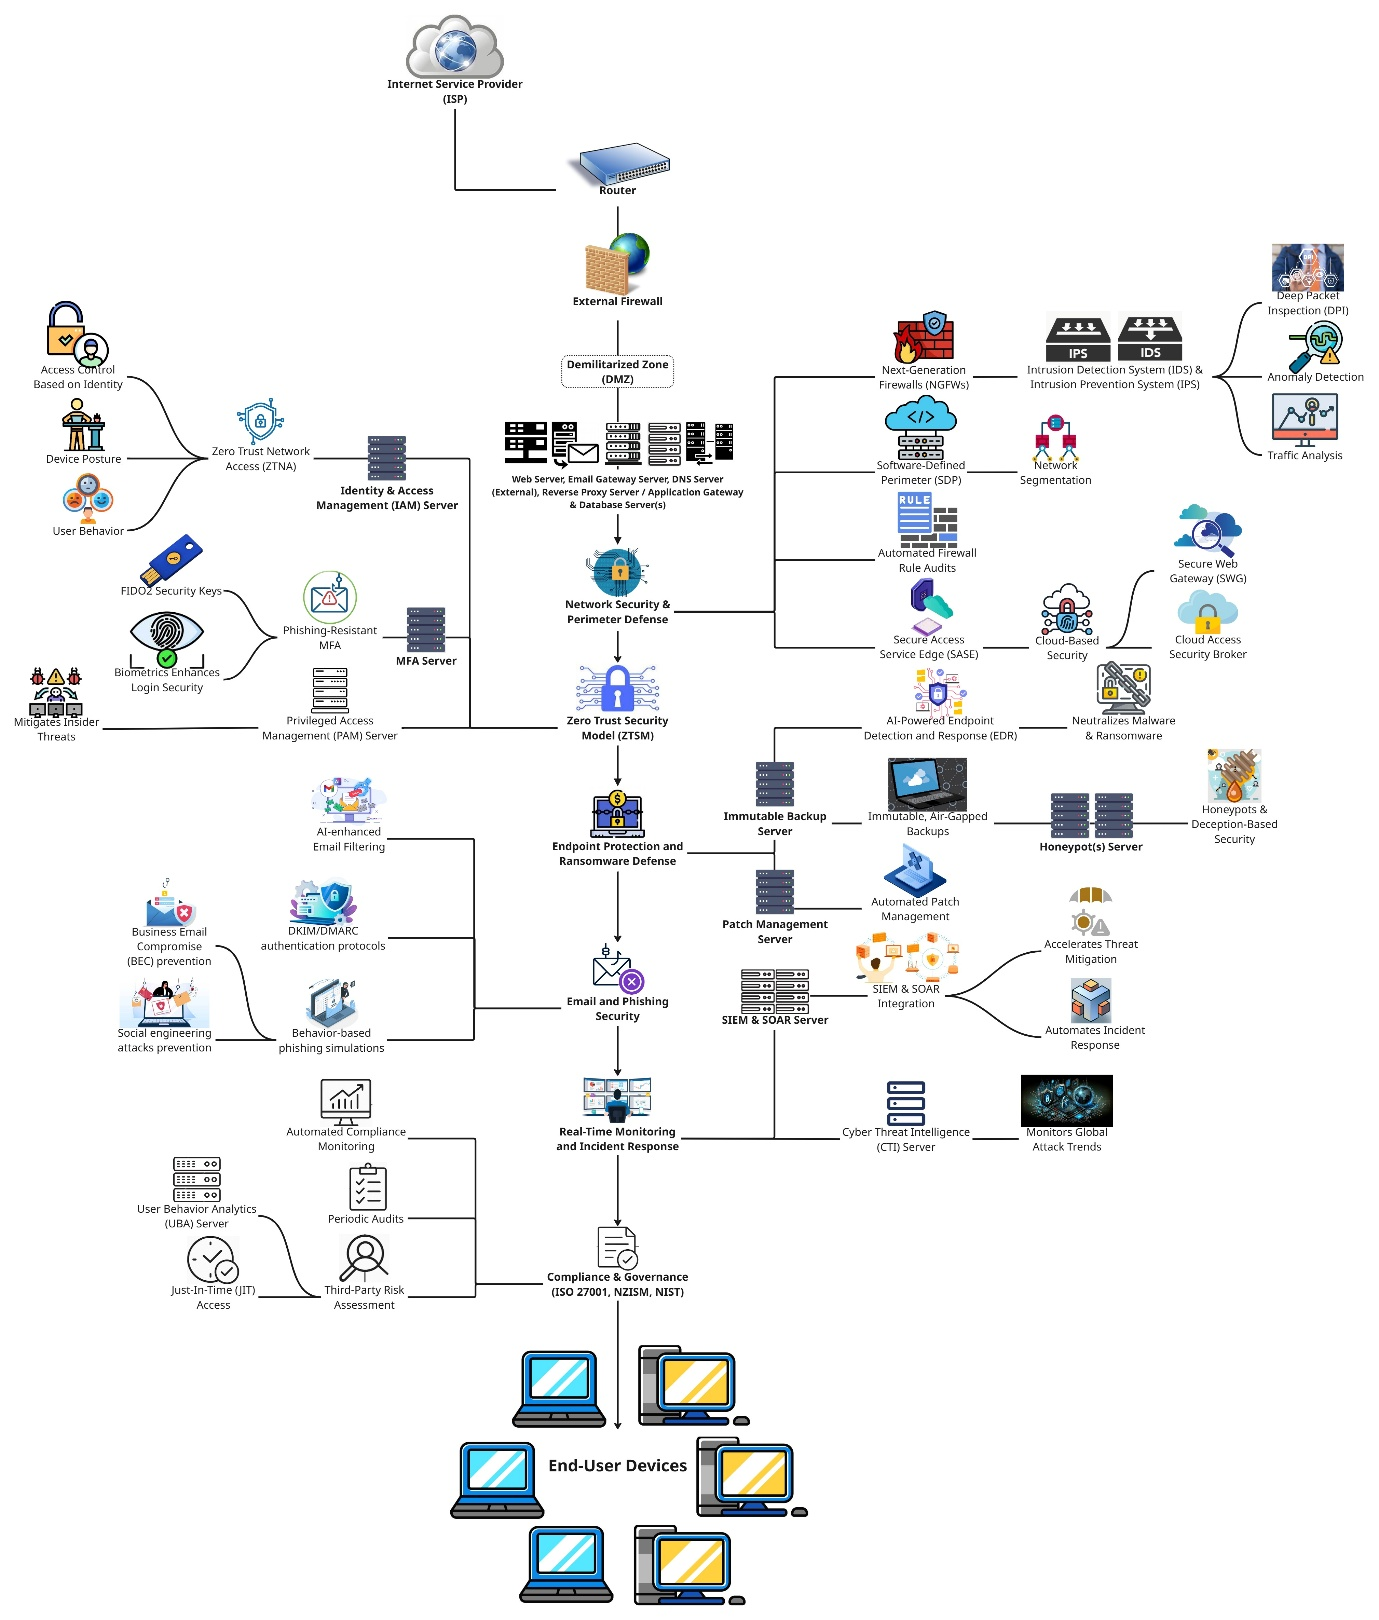 Internet Service Provider
(ISP)
Router
External Firewall
Demilitarized Zone
(DMZ)
Web Server, Email Gateway Server, DNS Server
(External), Reverse Proxy Server / Application Gateway
& Database Server(s)
Network Security &
Perimeter Defense
Next-Generation
Firewalls (NGFWs)
IPS
IDS
Intrusion Detection System (IDS) &
Intrusion Prevention System (IPS)
Deep Packet
Inspection (DPI)
Anomaly Detection
Traffic Analysis
Software-Defined
Perimeter (SDP)
Network
Segmentation
RULE
Automated Firewall
Rule Audits
Secure Access
Service Edge (SASE)
Cloud-Based
Security
Secure Web
Gateway (SWG)
Cloud Access
Security Broker
Zero Trust Security
Model (ZTSM)
Identity & Access
Management (IAM) Server
Zero Trust Network
Access (ZTNA)
Access Control
Based on Identity
Device Posture
User Behavior
MFA Server
Phishing-Resistant
MFA
FIDO2 Security Keys
Biometrics Enhances
Login Security
Privileged Access
Management (PAM) Server
Mitigates Insider
Threats
Endpoint Protection and
Ransomware Defense
AI-Powered Endpoint
Detection and Response (EDR)
Neutralizes Malware
& Ransomware
Immutable Backup
Server
Immutable, Air-Gapped
Backups
Honeypot(s) Server
Honeypots &
Deception-Based
Security
Patch Management
Server
Automated Patch
Management
Email and Phishing
Security
AI-enhanced
Email Filtering
DKIM/DMARC
authentication protocols
Behavior-based
phishing simulations
Business Email
Compromise
(BEC) prevention
Social engineering
attacks prevention
Real-Time Monitoring
and Incident Response
SIEM & SOAR Server
SIEM & SOAR
Integration
Accelerates Threat
Mitigation
Automates Incident
Response
Cyber Threat Intelligence
(CTI) Server
Monitors Global
Attack Trends
Compliance & Governance
(ISO 27001, NZISM, NIST)
Automated Compliance
Monitoring
Periodic Audits
Third-Party Risk
Assessment
User Behavior Analytics
(UBA) Server
Just-In-Time (JIT)
Access
End-User Devices